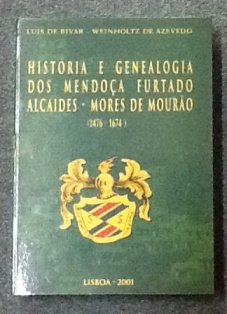 LUIS DE BIVAR WEINHOLTZ DE AZEVEDO
HISTORIA E GENEALOGIA
DOS MENDOÇA FURTADO
ALCAIDES - MORES DE MOURÃO
(1476 - 1674)
LISBOA - 2001